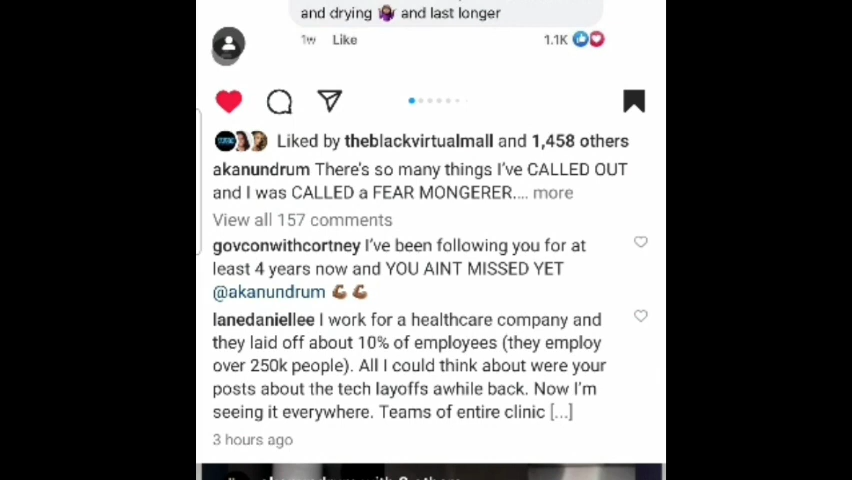 and drying 🤷🏾‍♀️ and last longer
1w Like 1.1K
Liked by theblackvirtualmall and 1,458 others
akanundrum There's so many things I've CALLED OUT
and I was CALLED a FEAR MONGERER.... more
View all 157 comments
govconwithcortney I've been following you for at
least 4 years now and YOU AINT MISSED YET
@akanundrum 💪🏾💪🏾
lanedaniellee I work for a healthcare company and
they laid off about 10% of employees (they employ
over 250k people). All I could think about were your
posts about the tech layoffs awhile back. Now I'm
seeing it everywhere. Teams of entire clinic [...]
3 hours ago